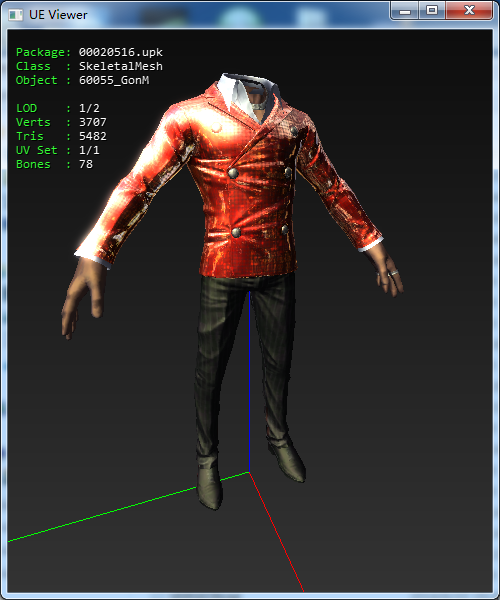 UE Viewer
Package: 00020516.upk
Class  : SkeletalMesh
Object : 60055_GonM
LOD    : 1/2
Verts  : 3707
Tris   : 5482
UV Set : 1/1
Bones  : 78